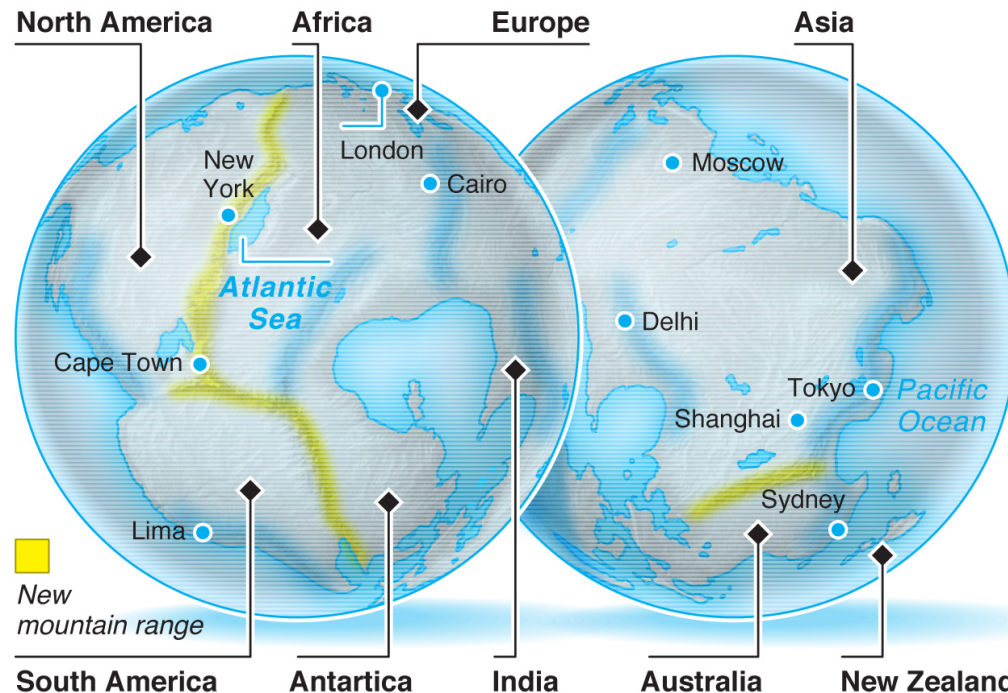 North America
Africa
Europe
Asia
London
New
York
Cairo
Moscow
Atlantic
Sea
Delhi
Cape Town
Tokyo
Pacific
Ocean
Shanghai
Sydney
Lima
New
mountain range
South America
Antartica
India
Australia
New Zealand